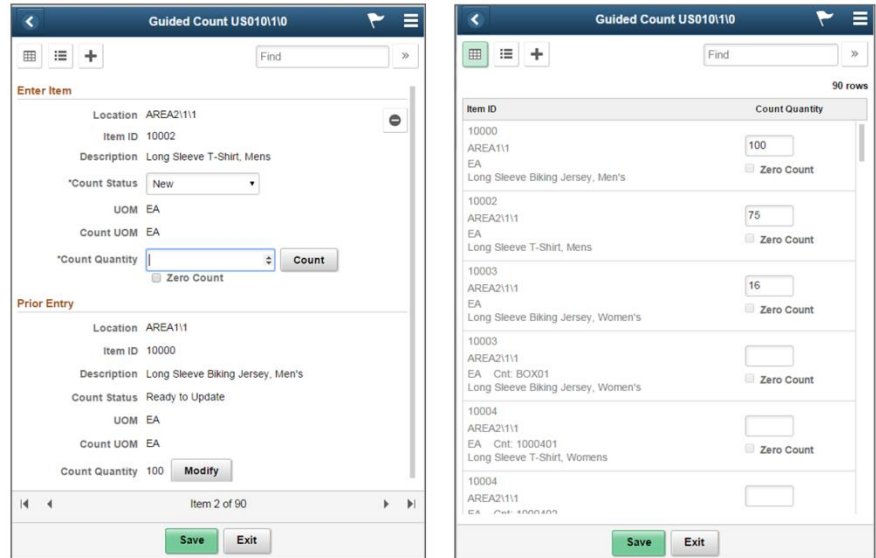 Guided Count US010\1\0
Find
»
Enter Item
Location AREA2\1\1
Item ID 10002
Description Long Sleeve T-Shirt, Mens
*Count Status New
UOM EA
Count UOM EA
*Count Quantity Count
Zero Count
Prior Entry
Location AREA1\1
Item ID 10000
Description Long Sleeve Biking Jersey, Men's
Count Status Ready to Update
UOM EA
Count UOM EA
Count Quantity 100 Modify
Item 2 of 90
Save Exit
Guided Count US010\1\0
Find
»
90 rows
Item ID Count Quantity
10000
AREA1\1 100
EA Zero Count
Long Sleeve Biking Jersey, Men's
10002
AREA2\1\1 75
EA Zero Count
Long Sleeve T-Shirt, Mens
10003
AREA2\1\1 16
EA Zero Count
Long Sleeve Biking Jersey, Women's
10003
AREA2\1\1
EA Cnt: BOX01 Zero Count
Long Sleeve Biking Jersey, Women's
10004
AREA2\1\1
EA Cnt: 1000401 Zero Count
Long Sleeve T-Shirt, Womens
10004
AREA2\1\1
EA Cnt: 1000402
Save Exit